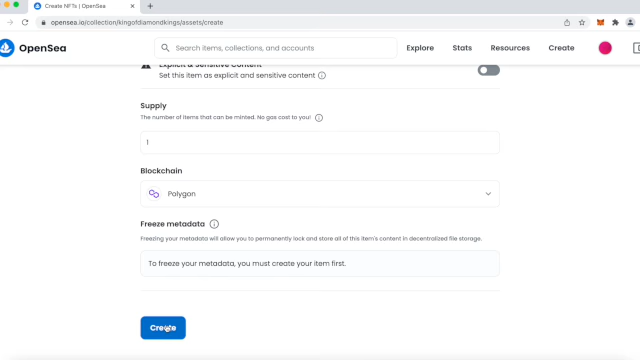 Create NFTs | OpenSea
opensea.io/collection/kingofdiamondkings/assets/create
OpenSea
Search items, collections, and accounts
Explore
Stats
Resources
Create
Explicit & Sensitive Content
Set this item as explicit and sensitive content
Supply
The number of items that can be minted. No gas cost to you!
1
Blockchain
Polygon
Freeze metadata
Freezing your metadata will allow you to permanently lock and store all of this item's content in decentralized file storage.
To freeze your metadata, you must create your item first.
Create